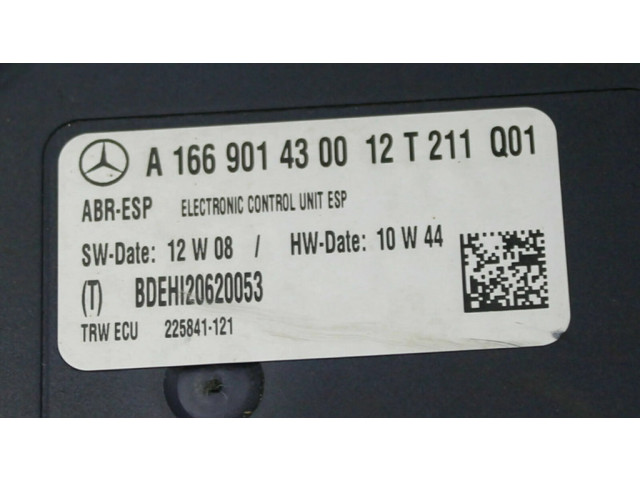 A 166 901 43 00 12 T 211 Q01
ABR-ESP ELECTRONIC CONTROL UNIT ESP
SW-Date: 12 W 08 / HW-Date: 10 W 44
(T) BDEHI20620053
TRW ECU 225841-121